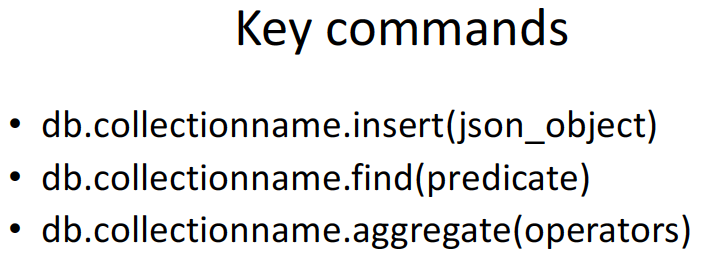 Key commands
• db.collectionname.insert(json_object)
• db.collectionname.find(predicate)
• db.collectionname.aggregate(operators)